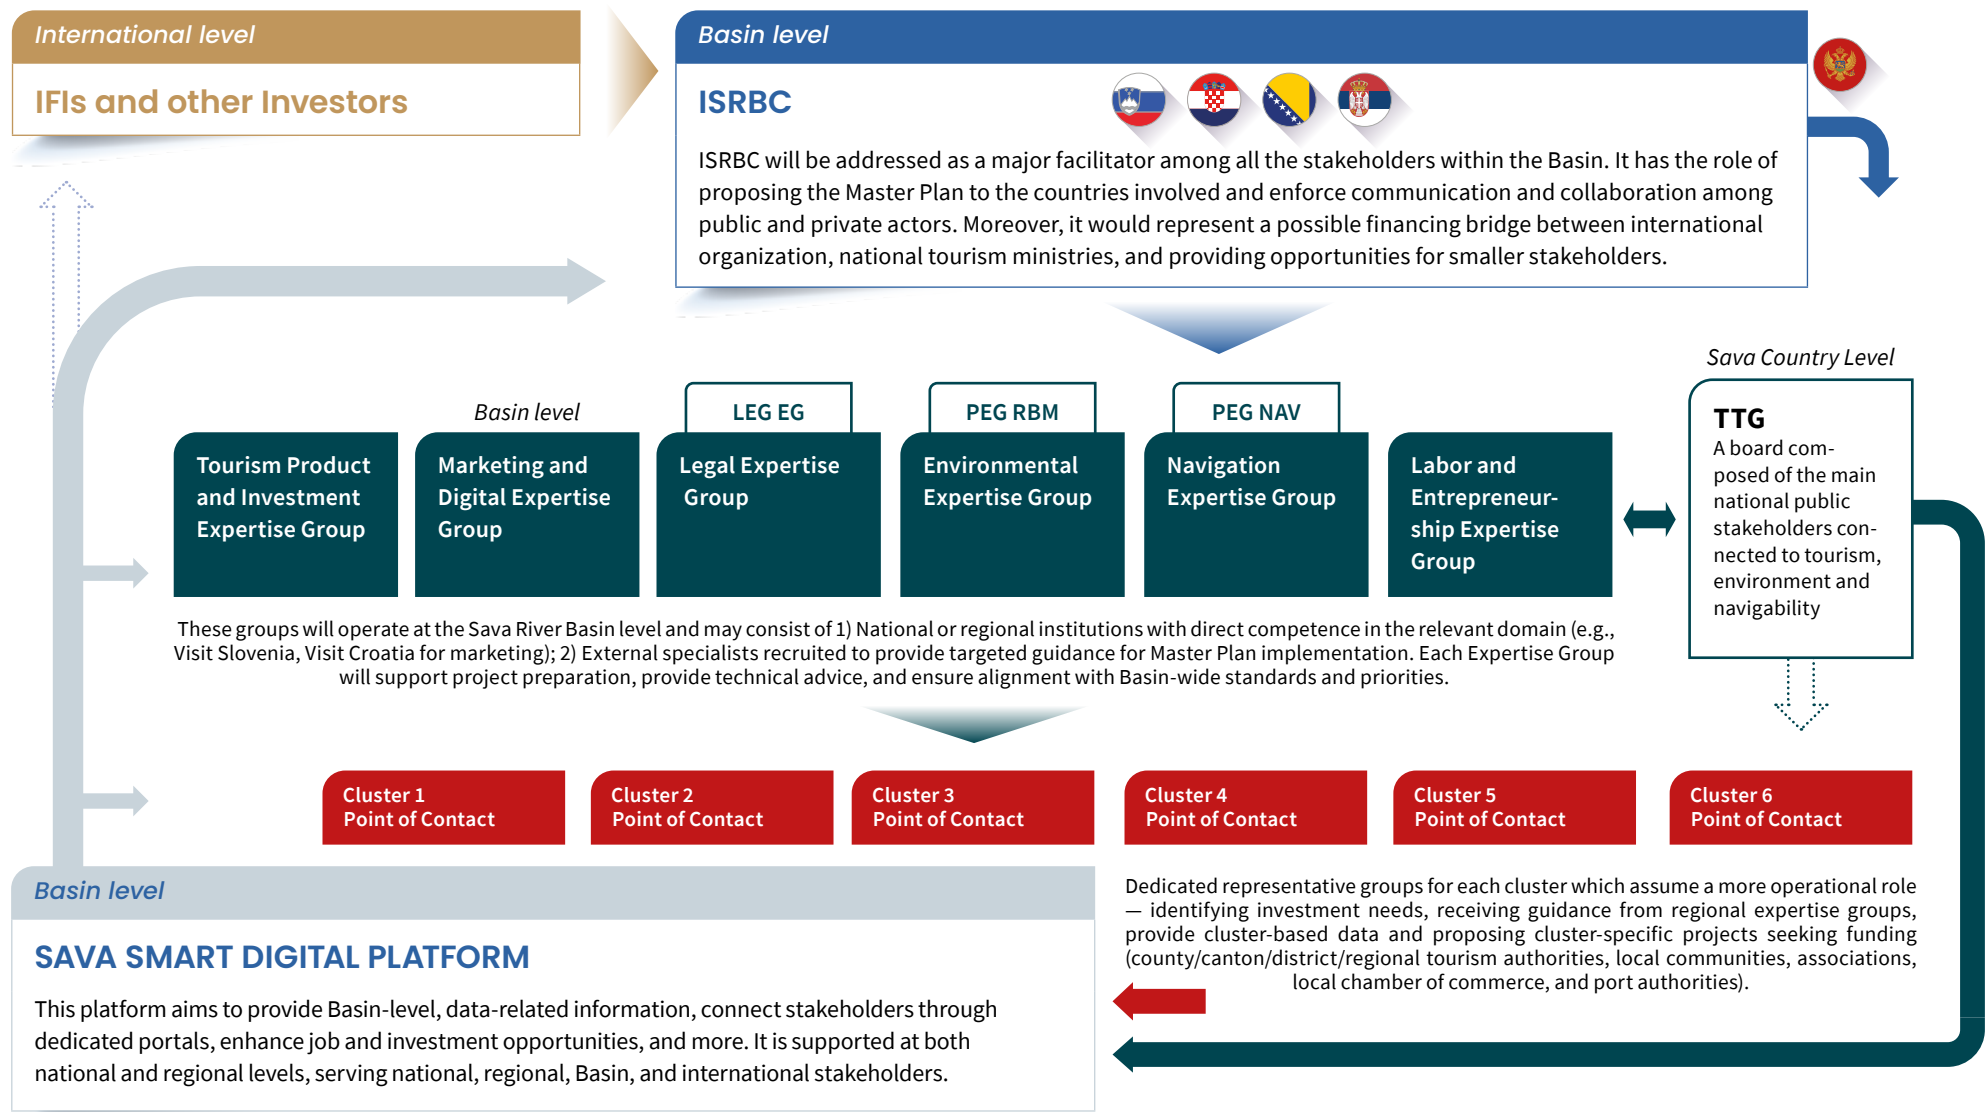 International level
IFIs and other Investors
Basin level
ISRBC
ISRBC will be addressed as a major facilitator among all the stakeholders within the Basin. It has the role of
proposing the Master Plan to the countries involved and enforce communication and collaboration among
public and private actors. Moreover, it would represent a possible financing bridge between international
organization, national tourism ministries, and providing opportunities for smaller stakeholders.
Basin level
Tourism Product
and Investment
Expertise Group
Marketing and
Digital Expertise
Group
LEG EG
Legal Expertise
Group
PEG RBM
Environmental
Expertise Group
PEG NAV
Navigation
Expertise Group
Labor and
Entrepreneur-
ship Expertise
Group
Sava Country Level
TTG
A board com-
posed of the main
national public
stakeholders con-
nected to tourism,
environment and
navigability
These groups will operate at the Sava River Basin level and may consist of 1) National or regional institutions with direct competence in the relevant domain (e.g.,
Visit Slovenia, Visit Croatia for marketing); 2) External specialists recruited to provide targeted guidance for Master Plan implementation. Each Expertise Group
will support project preparation, provide technical advice, and ensure alignment with Basin-wide standards and priorities.
Cluster 1
Point of Contact
Cluster 2
Point of Contact
Cluster 3
Point of Contact
Cluster 4
Point of Contact
Cluster 5
Point of Contact
Cluster 6
Point of Contact
Dedicated representative groups for each cluster which assume a more operational role
— identifying investment needs, receiving guidance from regional expertise groups,
provide cluster-based data and proposing cluster-specific projects seeking funding
(county/canton/district/regional tourism authorities, local communities, associations,
local chamber of commerce, and port authorities).
Basin level
SAVA SMART DIGITAL PLATFORM
This platform aims to provide Basin-level, data-related information, connect stakeholders through
dedicated portals, enhance job and investment opportunities, and more. It is supported at both
national and regional levels, serving national, regional, Basin, and international stakeholders.